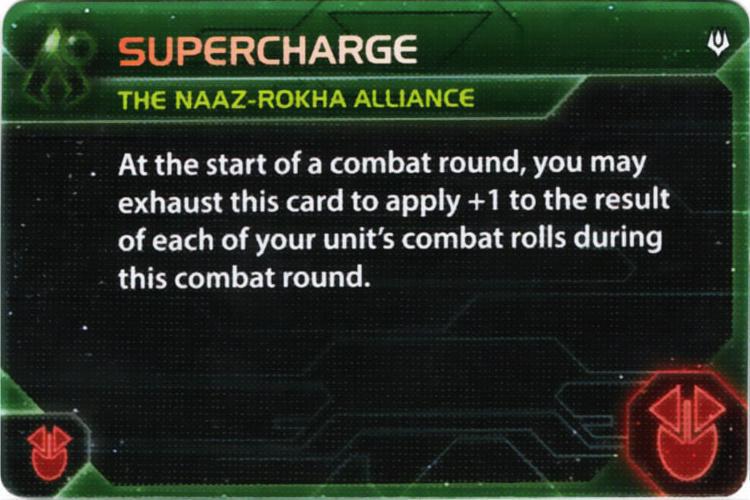 SUPERCHARGE
THE NAAZ-ROKHA ALLIANCE
At the start of a combat round, you may
exhaust this card to apply +1 to the result
of each of your unit's combat rolls during
this combat round.